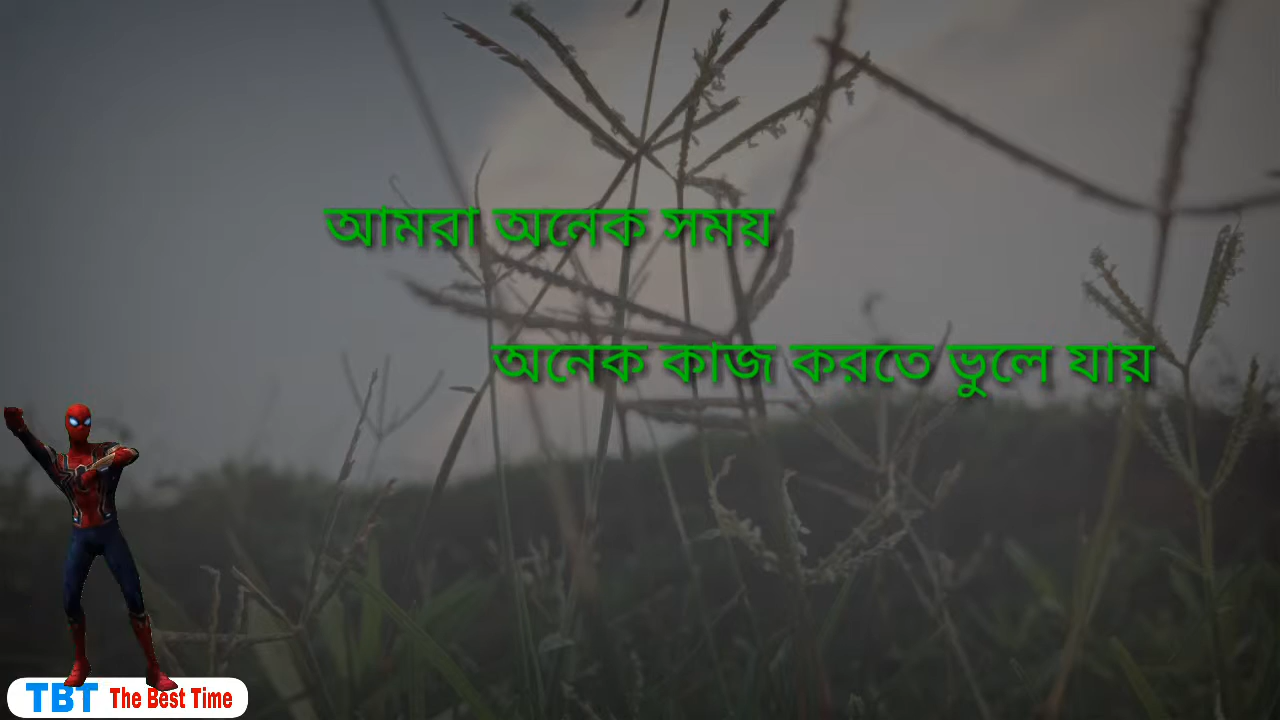 আমরা অনেক সময়
অনেক কাজ করতে ভুলে যায়
TBT The Best Time